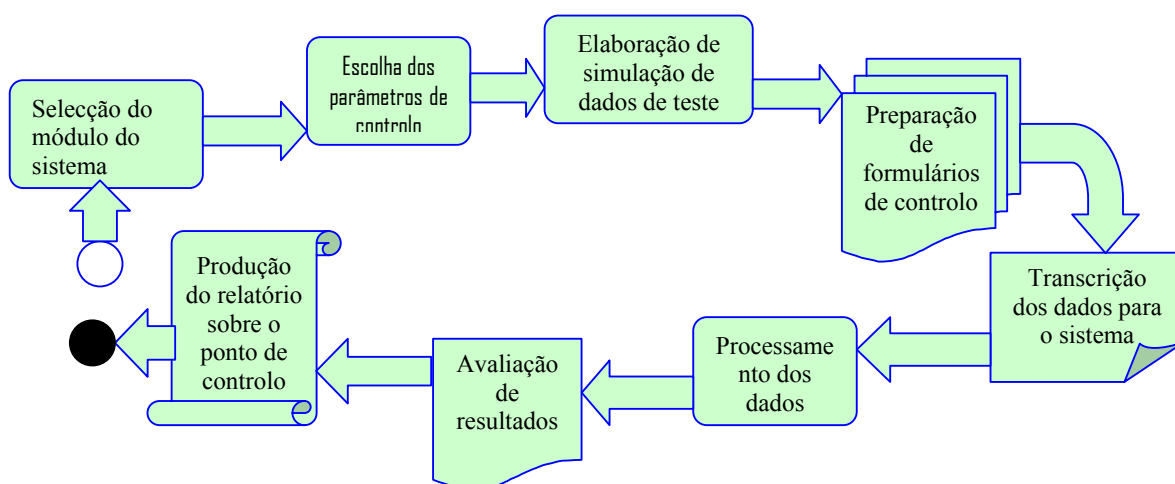 Selecção do
módulo do
sistema
Escolha dos
parâmetros de
controlo
Elaboração de
simulação de
dados de teste
Preparação
de
formulários
de controlo
Transcrição
dos dados para
o sistema
Processame
nto dos
dados
Avaliação
de
resultados
Produção
do relatório
sobre o
ponto de
controlo